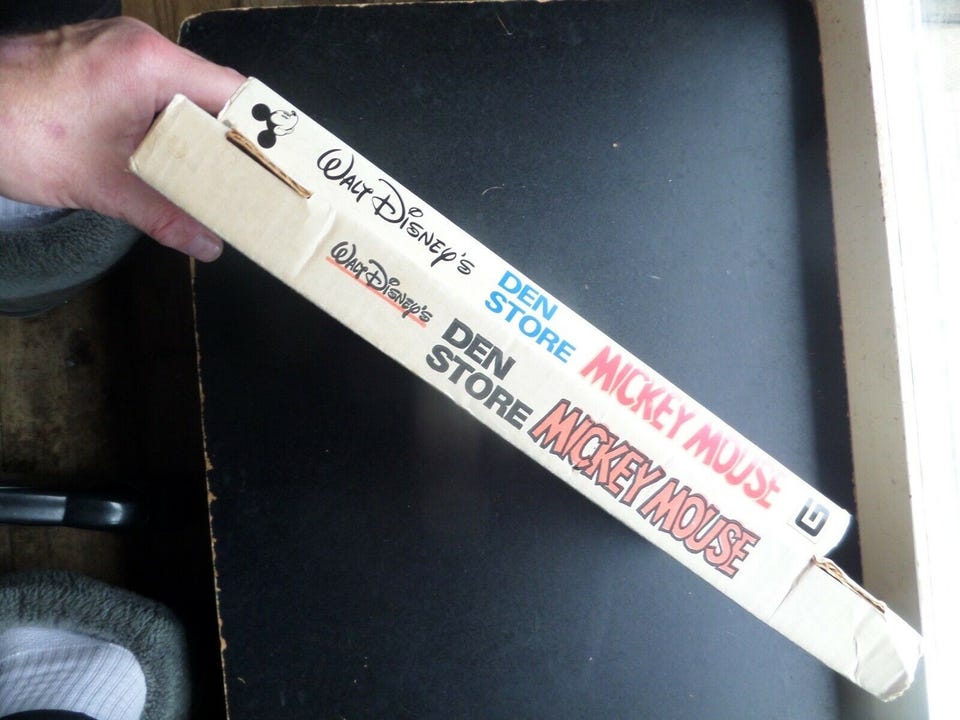 WALT DISNEY'S
DEN
STORE
MICKEY MOUSE
G
WALT DISNEY'S
DEN
STORE
MICKEY MOUSE